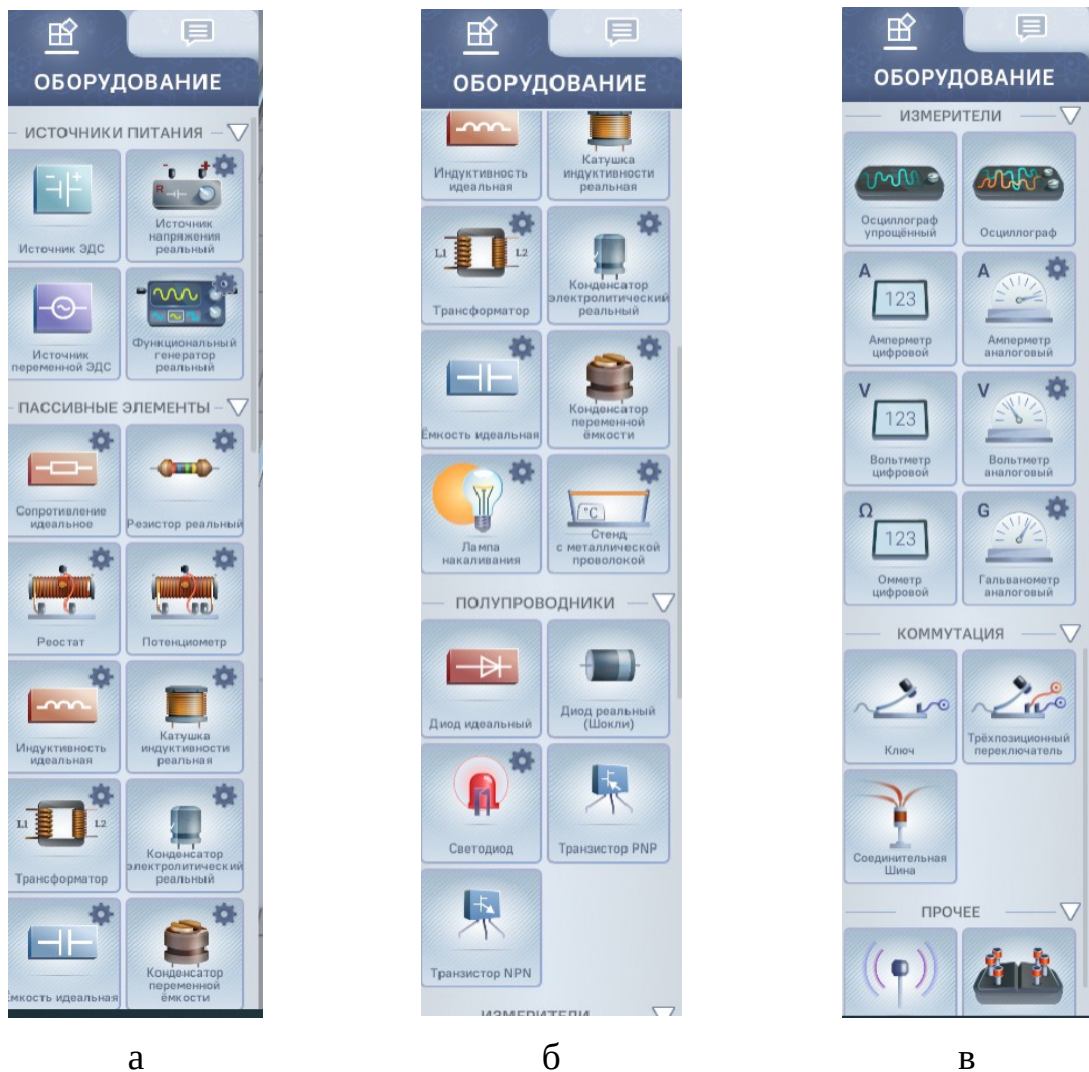 ОБОРУДОВАНИЕ
ИСТОЧНИКИ ПИТАНИЯ
Источник ЭДС
R
Источник
напряжения
реальный
Источник
переменной ЭДС
Функциональный
генератор
реальный
ПАССИВНЫЕ ЭЛЕМЕНТЫ
Сопротивление
идеальное
Резистор реальный
Реостат
Потенциометр
Индуктивность
идеальная
Катушка
индуктивности
реальная
L1 L2
Трансформатор
Конденсатор
электролитический
реальный
Ёмкость идеальная
Конденсатор
переменной
ёмкости
а
ОБОРУДОВАНИЕ
Индуктивность
идеальная
Катушка
индуктивности
реальная
L1 L2
Трансформатор
Конденсатор
электролитический
реальный
Ёмкость идеальная
Конденсатор
переменной
ёмкости
Лампа
накаливания
°C
Стенд
с металлической
проволокой
ПОЛУПРОВОДНИКИ
Диод идеальный
Диод реальный
(Шокли)
Светодиод
Транзистор PNP
Транзистор NPN
ИЗМЕРИТЕЛИ
б
ОБОРУДОВАНИЕ
ИЗМЕРИТЕЛИ
Осциллограф
упрощённый
Осциллограф
A
123
Амперметр
цифровой
A
Амперметр
аналоговый
V
123
Вольтметр
цифровой
V
Вольтметр
аналоговый
Ω
123
Омметр
цифровой
G
Гальванометр
аналоговый
КОММУТАЦИЯ
Ключ
Трёхпозиционный
переключатель
Соединительная
Шина
ПРОЧЕЕ
в